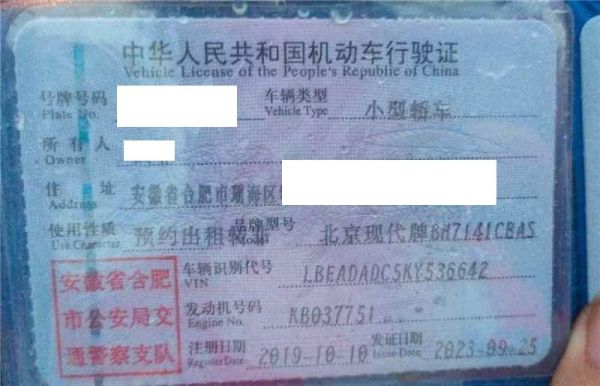 中华人民共和国机动车行驶证
Vehicle License of the People's Republic of China
号牌号码 车辆类型 小型轿车
Plate No. Vehicle Type
所有人
Owner
住址 安徽省合肥市瑶海区
Address
使用性质 预约出租 品牌型号 北京现代牌BH7141CBAS
Use Character Model
安徽省合肥 车辆识别代号 LBEADADC5KY536642
VIN
市公安局交 发动机号码 KB037751
Engine No.
通警察支队 注册日期 2019-10-10 发证日期 2023-09-25
Register Date Issue Date